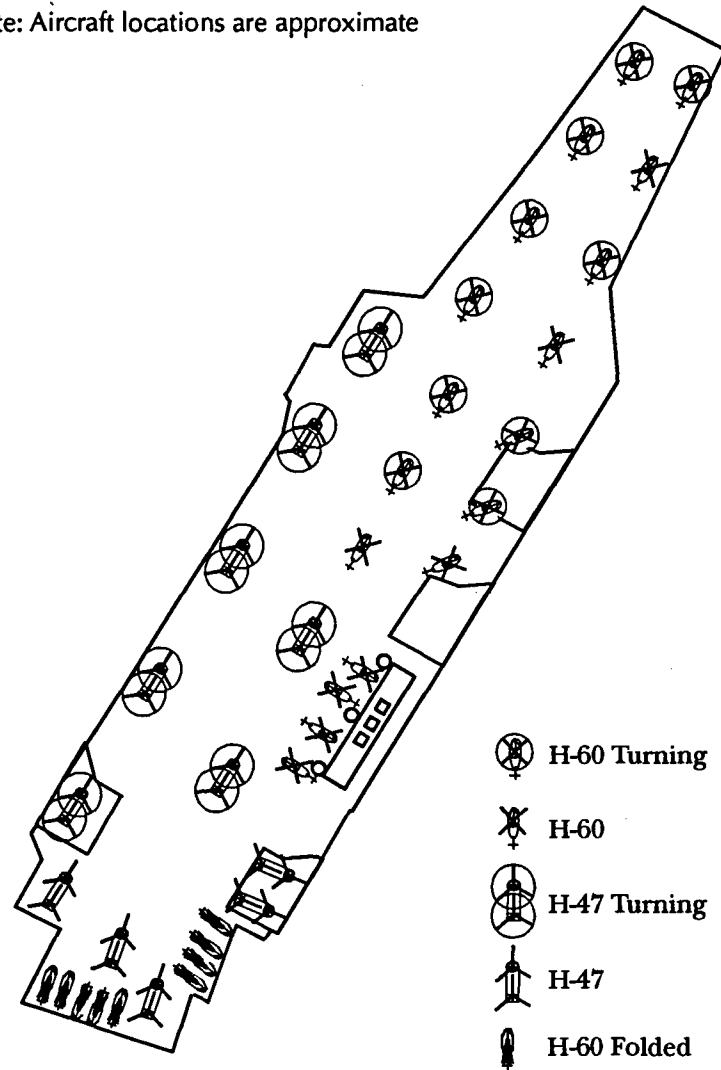 te: Aircraft locations are approximate
H-60 Turning
H-60
H-47 Turning
H-47
H-60 Folded